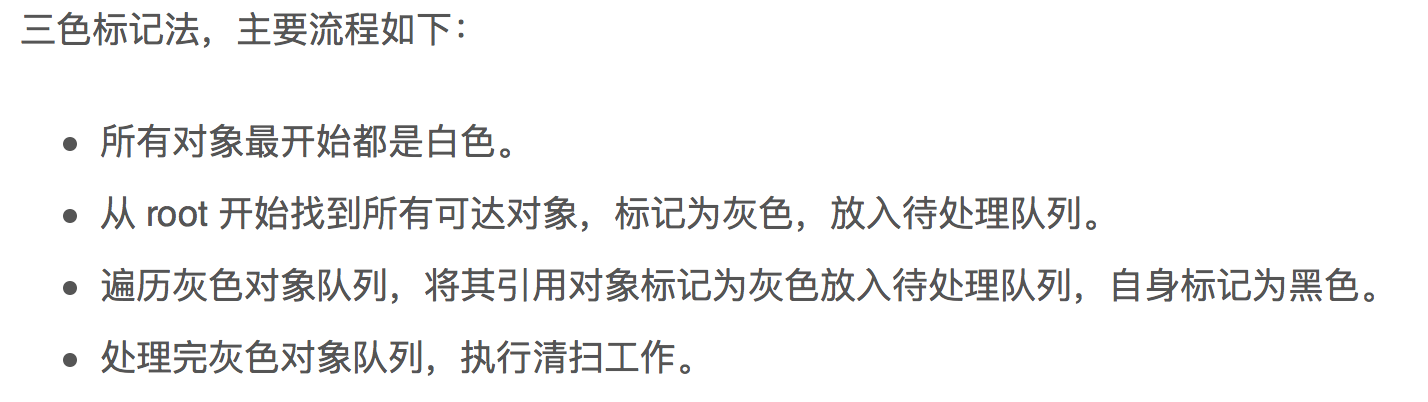 三色标记法，主要流程如下：
● 所有对象最开始都是白色。
● 从 root 开始找到所有可达对象，标记为灰色，放入待处理队列。
● 遍历灰色对象队列，将其引用对象标记为灰色放入待处理队列，自身标记为黑色。
● 处理完灰色对象队列，执行清扫工作。